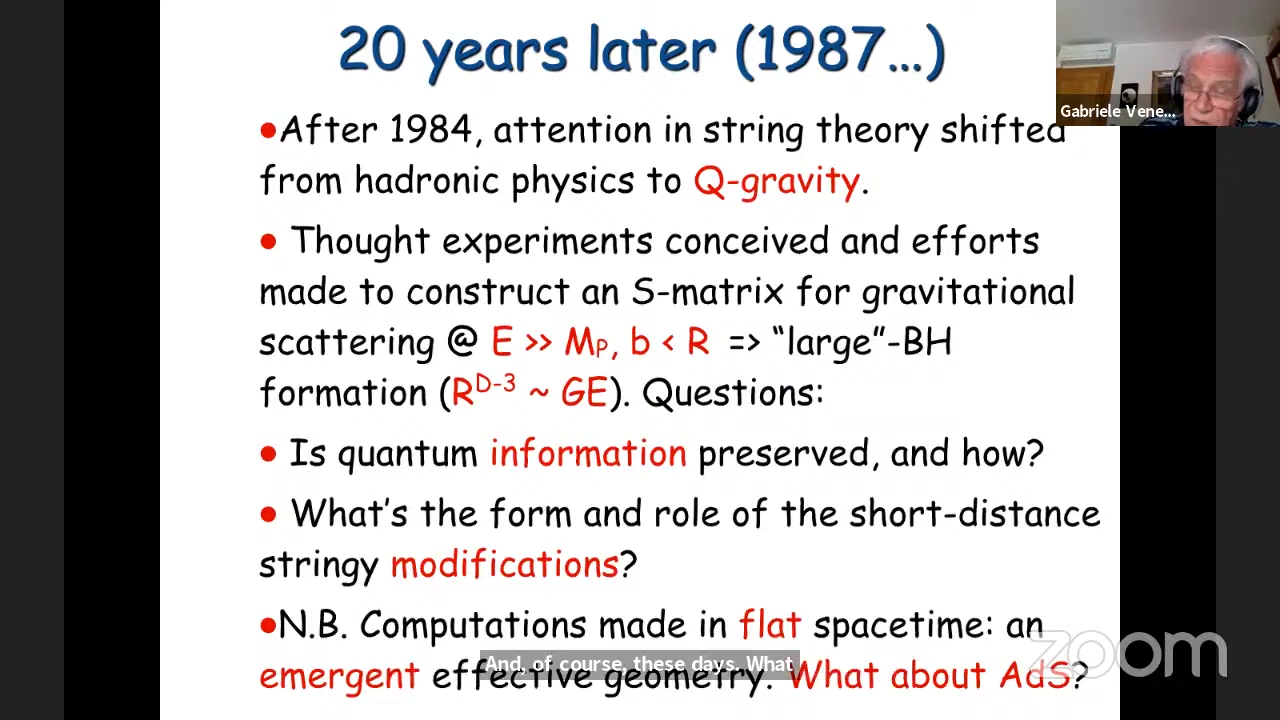 20 years later (1987…)
Gabriele Vene...
●After 1984, attention in string theory shifted
from hadronic physics to Q-gravity.
● Thought experiments conceived and efforts
made to construct an S-matrix for gravitational
scattering @ E >> MP, b < R => “large”-BH
formation (R^D-3 ~ GE). Questions:
● Is quantum information preserved, and how?
● What’s the form and role of the short-distance
stringy modifications?
●N.B. Computations made in flat spacetime: an
emergent effective geometry. What about AdS?
And, of course, these days. What
zoom